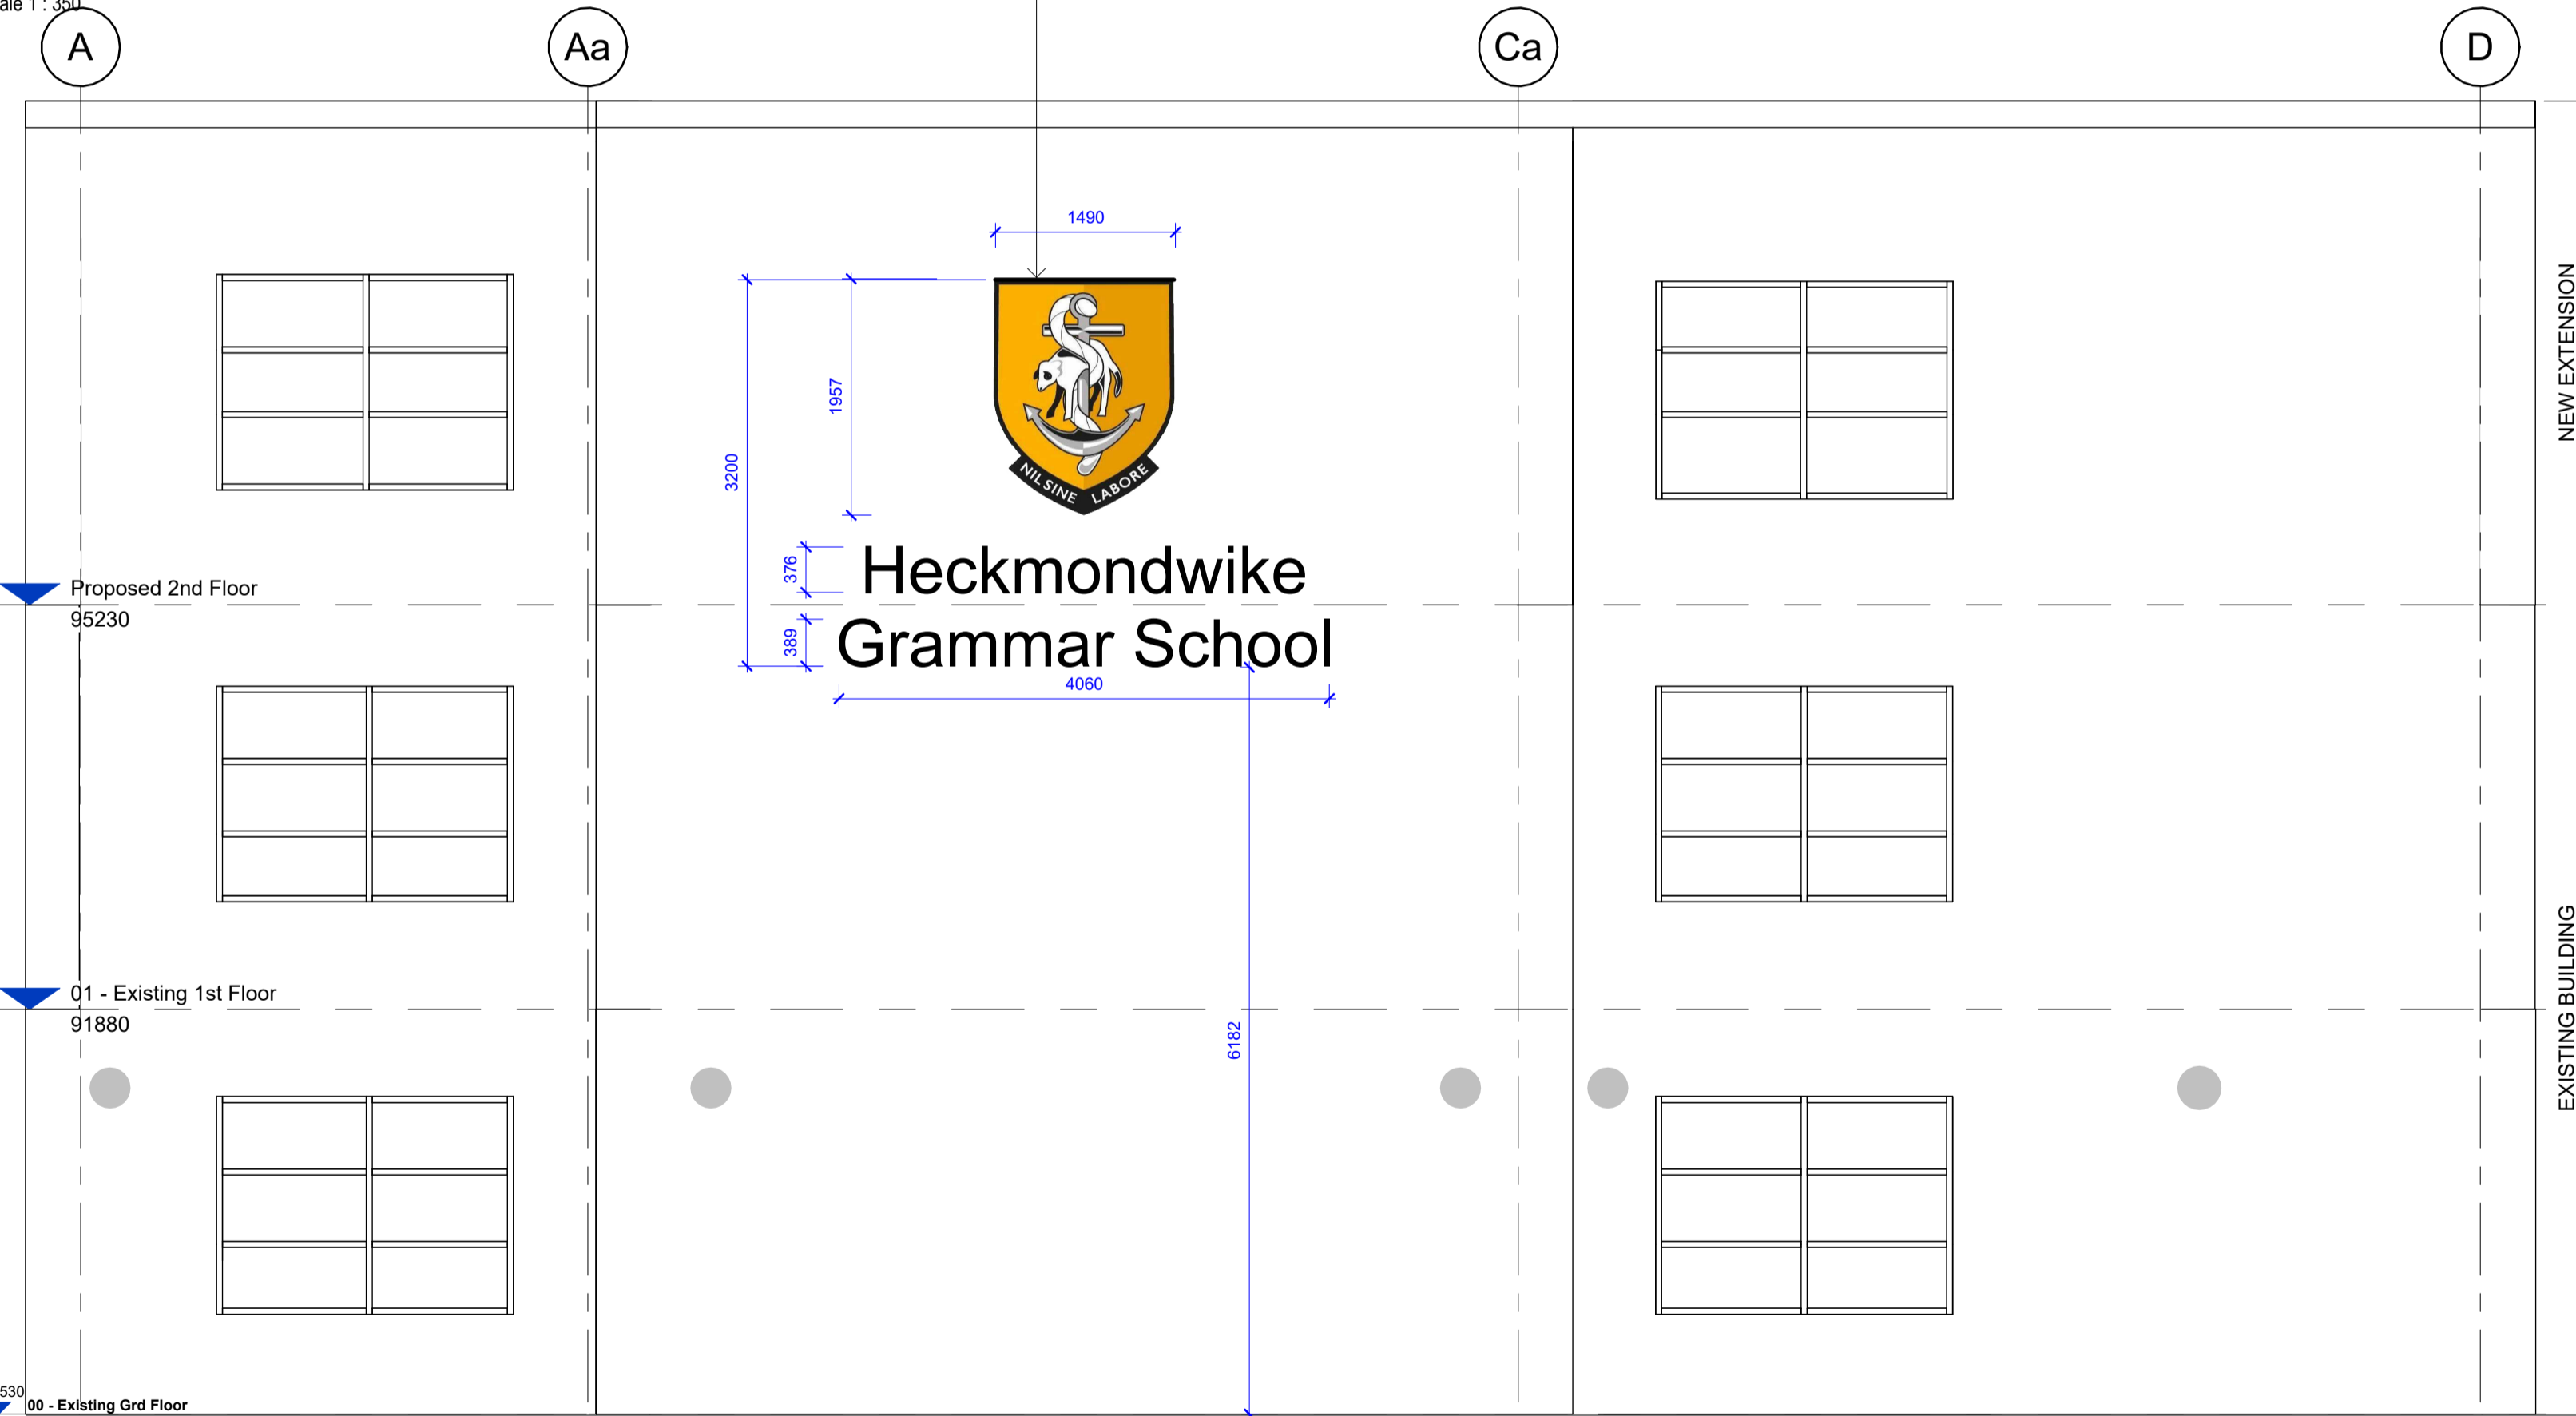 ale 1 : 350
A
Aa
Ca
D
1490
NEW EXTENSION
1957
3200
NIL SINE LABORE
376
Heckmondwike
Proposed 2nd Floor
95230
389
Grammar School
4060
01 - Existing 1st Floor
91880
6182
EXISTING BUILDING
530
00 - Existing Grd Floor